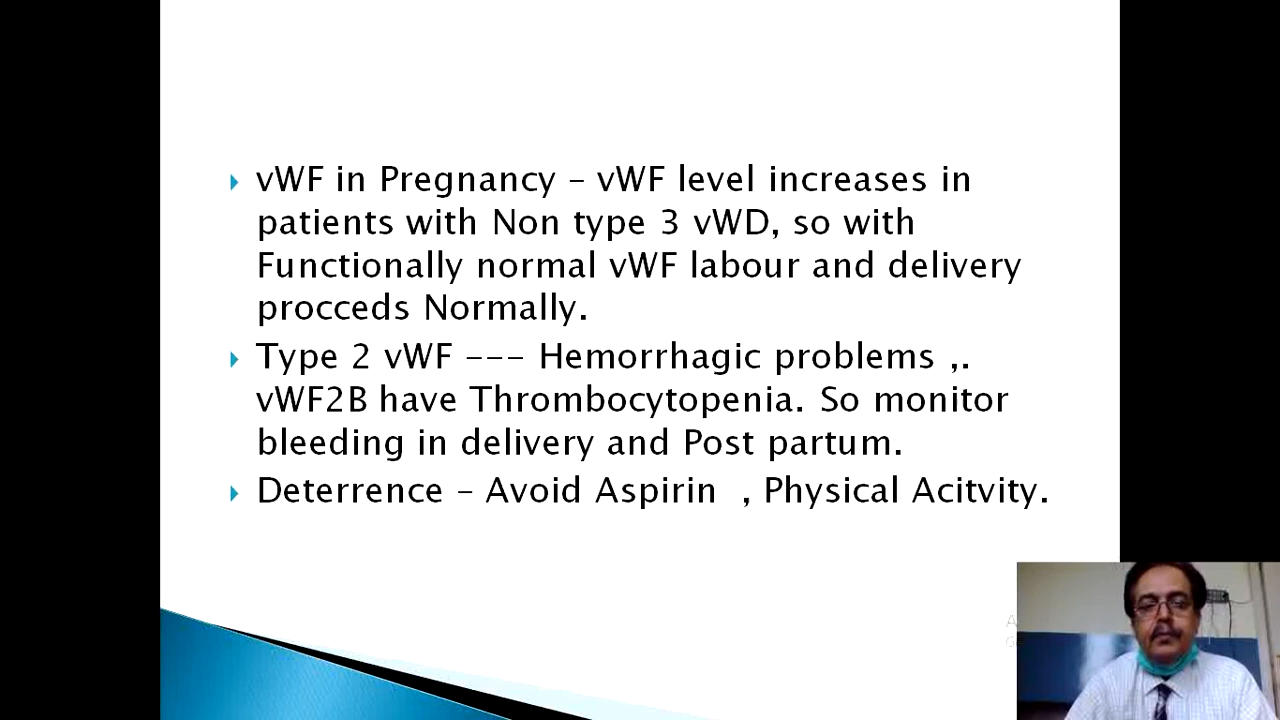 vWF in Pregnancy – vWF level increases in
patients with Non type 3 vWD, so with
Functionally normal vWF labour and delivery
procceds Normally.
Type 2 vWF --- Hemorrhagic problems ,.
vWF2B have Thrombocytopenia. So monitor
bleeding in delivery and Post partum.
Deterrence – Avoid Aspirin , Physical Acitvity.